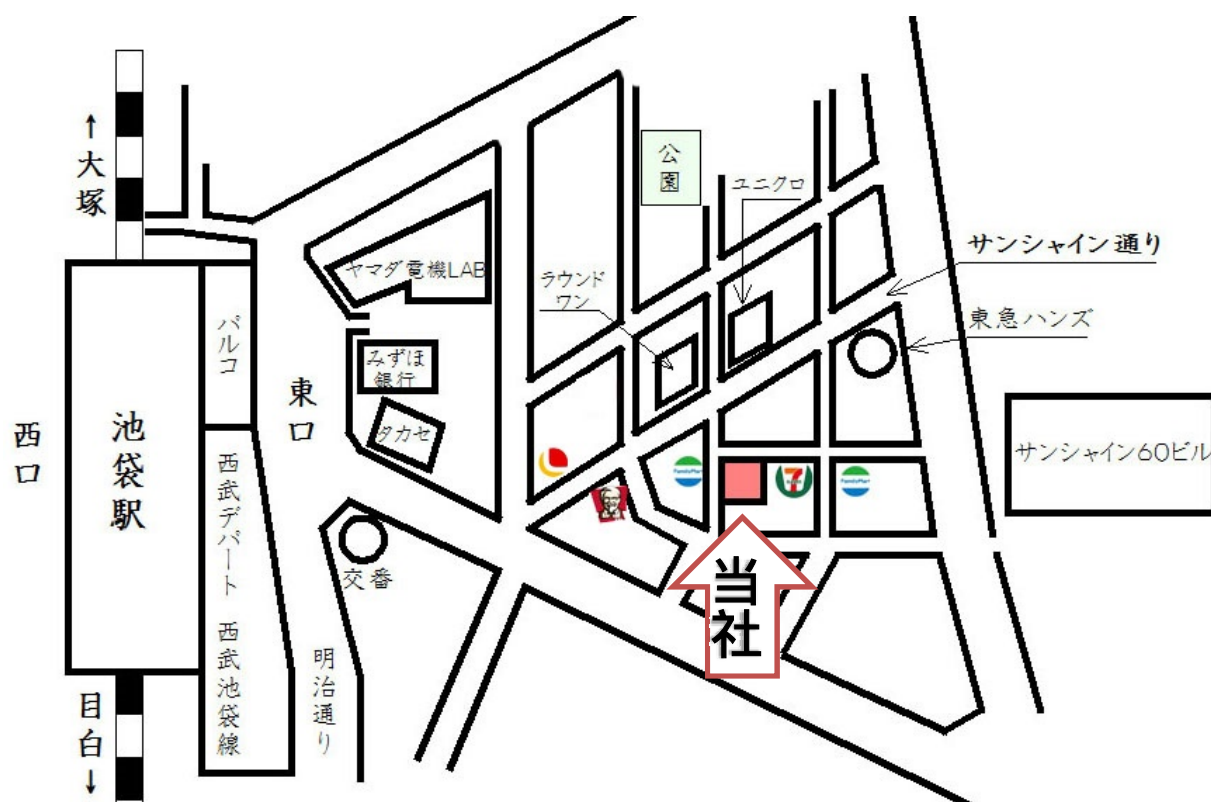 ↑大塚
公園
ユニクロ
サンシャイン通り
ヤマダ電機LAB
ラウンド
ワン
東急ハンズ
パルコ
みずほ
銀行
東口
タカセ
西口
池袋駅
サンシャイン60ビル
西武デパート 西武池袋線
FamilyMart
7
FamilyMart
交番
当社
明治通り
目白↓